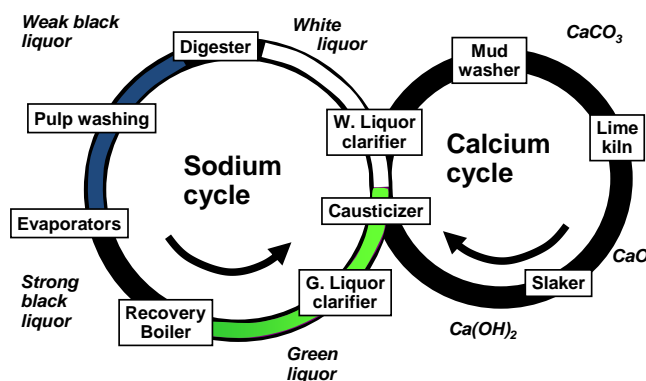 Weak black
liquor
Digester
White
liquor
Mud
washer
CaCO3
Pulp washing
W. Liquor
clarifier
Lime
kiln
Sodium
cycle
Calcium
cycle
Evaporators
Causticizer
Strong
black
liquor
Recovery
Boiler
G. Liquor
clarifier
Slaker
CaO
Green
liquor
Ca(OH)2